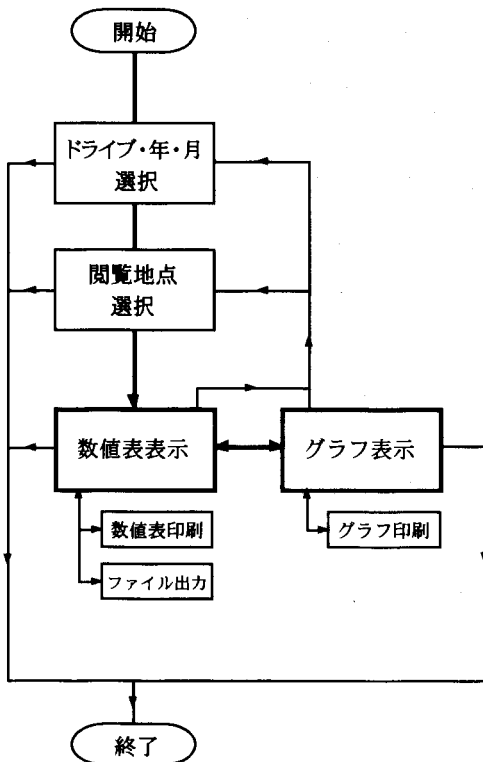 開始
ドライブ・年・月
選択
閲覧地点
選択
数値表表示
グラフ表示
数値表印刷
グラフ印刷
ファイル出力
終了